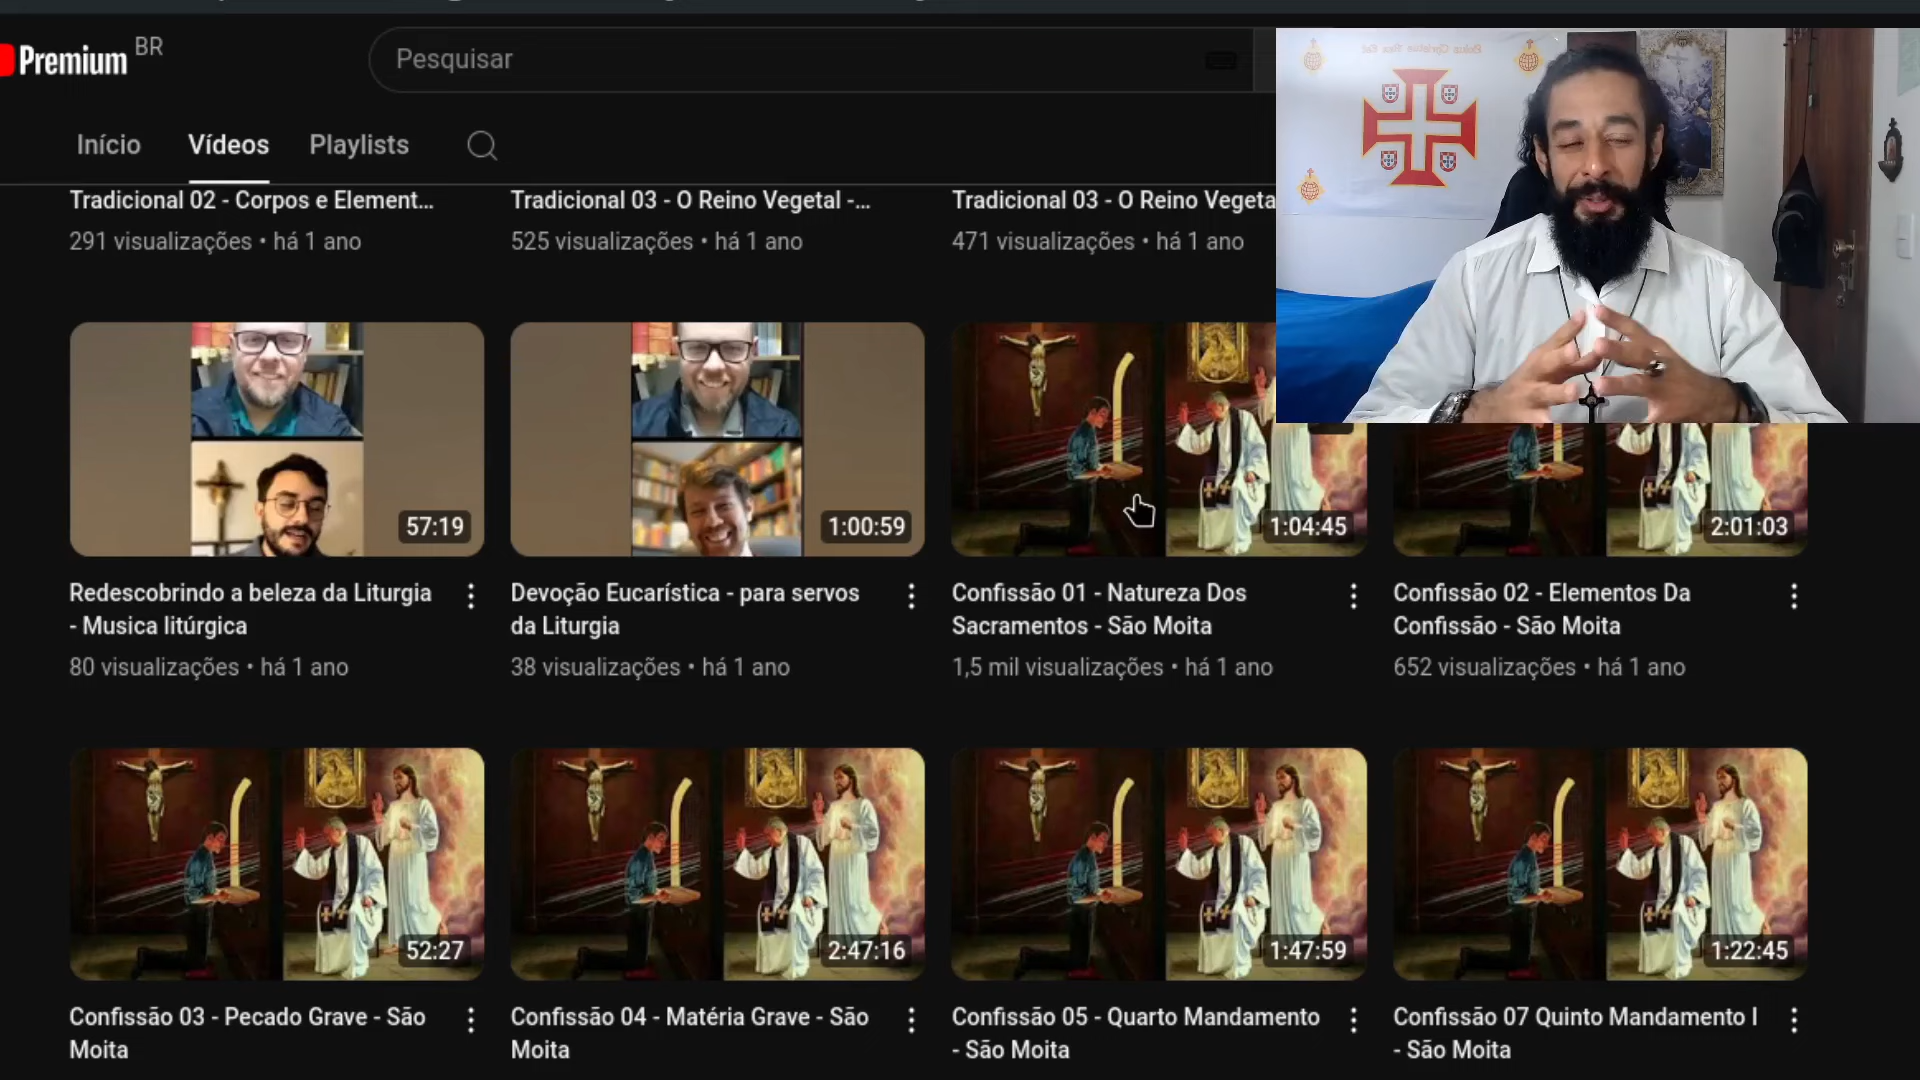 Premium BR
Pesquisar
Início
Vídeos
Playlists
Tradicional 02 - Corpos e Element...
291 visualizações • há 1 ano
Tradicional 03 - O Reino Vegetal -...
525 visualizações • há 1 ano
Tradicional 03 - O Reino Vegeta
471 visualizações • há 1 ano
57:19
Redescobrindo a beleza da Liturgia
- Musica litúrgica
80 visualizações • há 1 ano
1:00:59
Devoção Eucarística - para servos
da Liturgia
38 visualizações • há 1 ano
1:04:45
Confissão 01 - Natureza Dos
Sacramentos - São Moita
1,5 mil visualizações • há 1 ano
2:01:03
Confissão 02 - Elementos Da
Confissão - São Moita
652 visualizações • há 1 ano
52:27
Confissão 03 - Pecado Grave - São
Moita
2:47:16
Confissão 04 - Matéria Grave - São
Moita
1:47:59
Confissão 05 - Quarto Mandamento
- São Moita
1:22:45
Confissão 07 Quinto Mandamento I
- São Moita